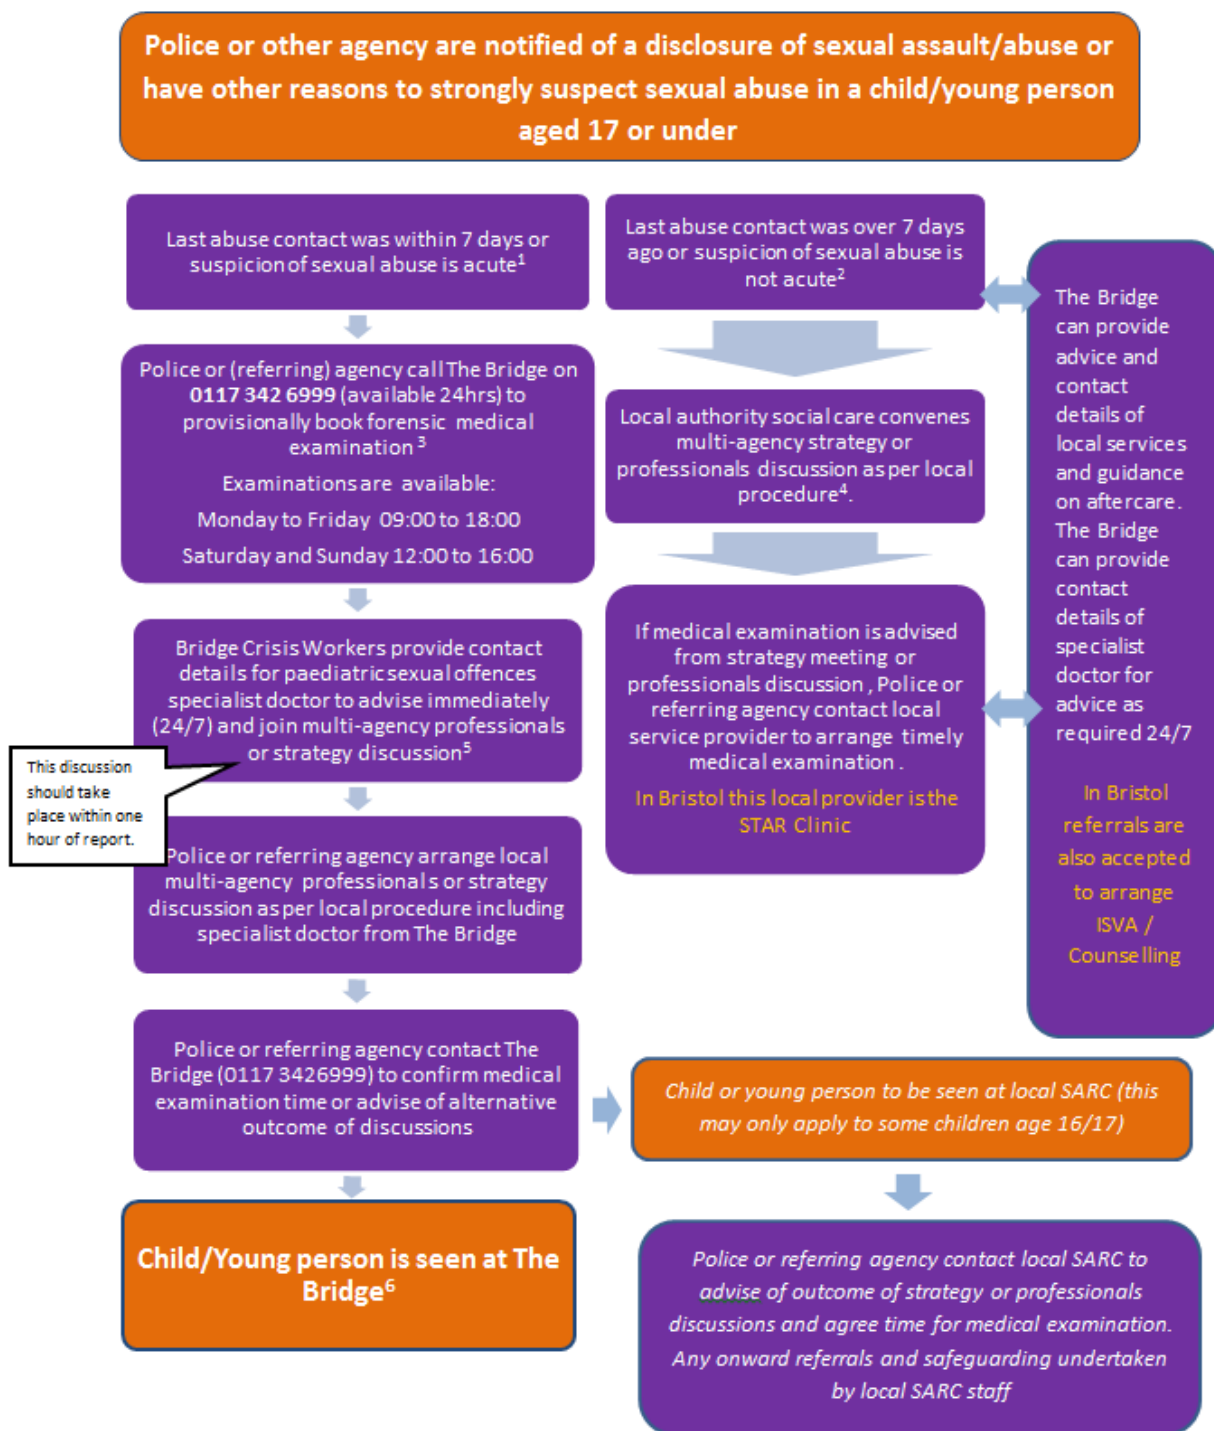 Police or other agency are notified of a disclosure of sexual assault/abuse or
have other reasons to strongly suspect sexual abuse in a child/young person
aged 17 or under
Last abuse contact was within 7 days or
suspicion of sexual abuse is acute1
Police or (referring) agency call The Bridge on
0117 342 6999 (available 24hrs) to
provisionally book forensic medical
examination 3
Examinations are available:
Monday to Friday 09:00 to 18:00
Saturday and Sunday 12:00 to 16:00
Bridge Crisis Workers provide contact
details for paediatric sexual offences
specialist doctor to advise immediately
(24/7) and join multi-agency professionals
or strategy discussion5
This discussion
should take
place within one
hour of report.
Police or referring agency arrange local
multi-agency professionals or strategy
discussion as per local procedure including
specialist doctor from The Bridge
Police or referring agency contact The
Bridge (0117 3426999) to confirm medical
examination time or advise of alternative
outcome of discussions
Child/Young person is seen at The
Bridge6
Last abuse contact was over 7 days
ago or suspicion of sexual abuse is
not acute2
Local authority social care convenes
multi-agency strategy or
professionals discussion as per local
procedure4.
If medical examination is advised
from strategy meeting or
professionals discussion , Police or
referring agency contact local
service provider to arrange timely
medical examination .
In Bristol this local provider is the
STAR Clinic
The Bridge
can provide
advice and
contact
details of
local services
and guidance
on aftercare.
The Bridge
can provide
contact
details of
specialist
doctor for
advice as
required 24/7
In Bristol
referrals are
also accepted
to arrange
ISVA /
Counselling
Child or young person to be seen at local SARC (this
may only apply to some children age 16/17)
Police or referring agency contact local SARC to
advise of outcome of strategy or professionals
discussions and agree time for medical examination.
Any onward referrals and safeguarding undertaken
by local SARC staff